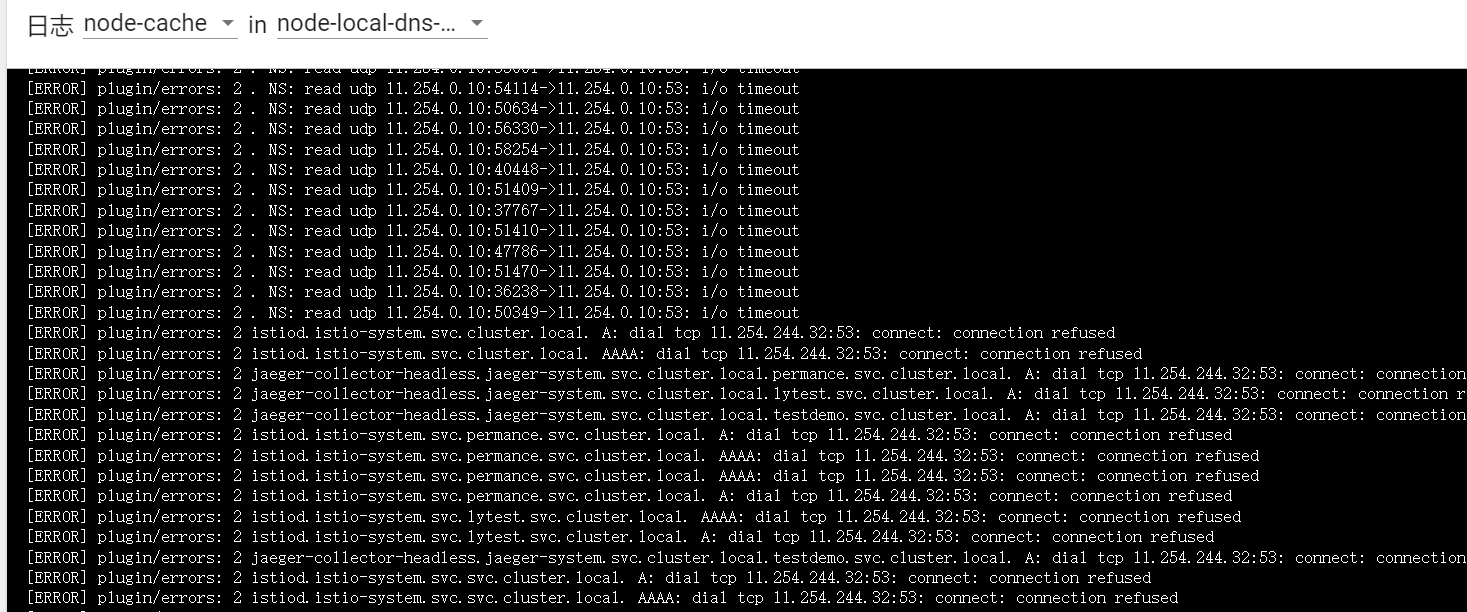 日志 node-cache in node-local-dns-...
[ERROR] plugin/errors: 2 . NS: read udp 11.254.0.10:54114->11.254.0.10:53: i/o timeout
[ERROR] plugin/errors: 2 . NS: read udp 11.254.0.10:50634->11.254.0.10:53: i/o timeout
[ERROR] plugin/errors: 2 . NS: read udp 11.254.0.10:56330->11.254.0.10:53: i/o timeout
[ERROR] plugin/errors: 2 . NS: read udp 11.254.0.10:58254->11.254.0.10:53: i/o timeout
[ERROR] plugin/errors: 2 . NS: read udp 11.254.0.10:40448->11.254.0.10:53: i/o timeout
[ERROR] plugin/errors: 2 . NS: read udp 11.254.0.10:51409->11.254.0.10:53: i/o timeout
[ERROR] plugin/errors: 2 . NS: read udp 11.254.0.10:37767->11.254.0.10:53: i/o timeout
[ERROR] plugin/errors: 2 . NS: read udp 11.254.0.10:51410->11.254.0.10:53: i/o timeout
[ERROR] plugin/errors: 2 . NS: read udp 11.254.0.10:47786->11.254.0.10:53: i/o timeout
[ERROR] plugin/errors: 2 . NS: read udp 11.254.0.10:51470->11.254.0.10:53: i/o timeout
[ERROR] plugin/errors: 2 . NS: read udp 11.254.0.10:36238->11.254.0.10:53: i/o timeout
[ERROR] plugin/errors: 2 . NS: read udp 11.254.0.10:50349->11.254.0.10:53: i/o timeout
[ERROR] plugin/errors: 2 istiod.istio-system.svc.cluster.local. A: dial tcp 11.254.244.32:53: connect: connection refused
[ERROR] plugin/errors: 2 istiod.istio-system.svc.cluster.local. AAAA: dial tcp 11.254.244.32:53: connect: connection refused
[ERROR] plugin/errors: 2 jaeger-collector-headless.jaeger-system.svc.cluster.local.permance.svc.cluster.local. A: dial tcp 11.254.244.32:53: connect: connection
[ERROR] plugin/errors: 2 jaeger-collector-headless.jaeger-system.svc.cluster.local.lytest.svc.cluster.local. A: dial tcp 11.254.244.32:53: connect: connection r
[ERROR] plugin/errors: 2 jaeger-collector-headless.jaeger-system.svc.cluster.local.testdemo.svc.cluster.local. A: dial tcp 11.254.244.32:53: connect: connection
[ERROR] plugin/errors: 2 istiod.istio-system.svc.permance.svc.cluster.local. A: dial tcp 11.254.244.32:53: connect: connection refused
[ERROR] plugin/errors: 2 istiod.istio-system.svc.permance.svc.cluster.local. AAAA: dial tcp 11.254.244.32:53: connect: connection refused
[ERROR] plugin/errors: 2 istiod.istio-system.svc.permance.svc.cluster.local. AAAA: dial tcp 11.254.244.32:53: connect: connection refused
[ERROR] plugin/errors: 2 istiod.istio-system.svc.permance.svc.cluster.local. A: dial tcp 11.254.244.32:53: connect: connection refused
[ERROR] plugin/errors: 2 istiod.istio-system.svc.lytest.svc.cluster.local. AAAA: dial tcp 11.254.244.32:53: connect: connection refused
[ERROR] plugin/errors: 2 istiod.istio-system.svc.lytest.svc.cluster.local. A: dial tcp 11.254.244.32:53: connect: connection refused
[ERROR] plugin/errors: 2 jaeger-collector-headless.jaeger-system.svc.cluster.local.testdemo.svc.cluster.local. A: dial tcp 11.254.244.32:53: connect: connection
[ERROR] plugin/errors: 2 istiod.istio-system.svc.svc.cluster.local. A: dial tcp 11.254.244.32:53: connect: connection refused
[ERROR] plugin/errors: 2 istiod.istio-system.svc.svc.cluster.local. AAAA: dial tcp 11.254.244.32:53: connect: connection refused